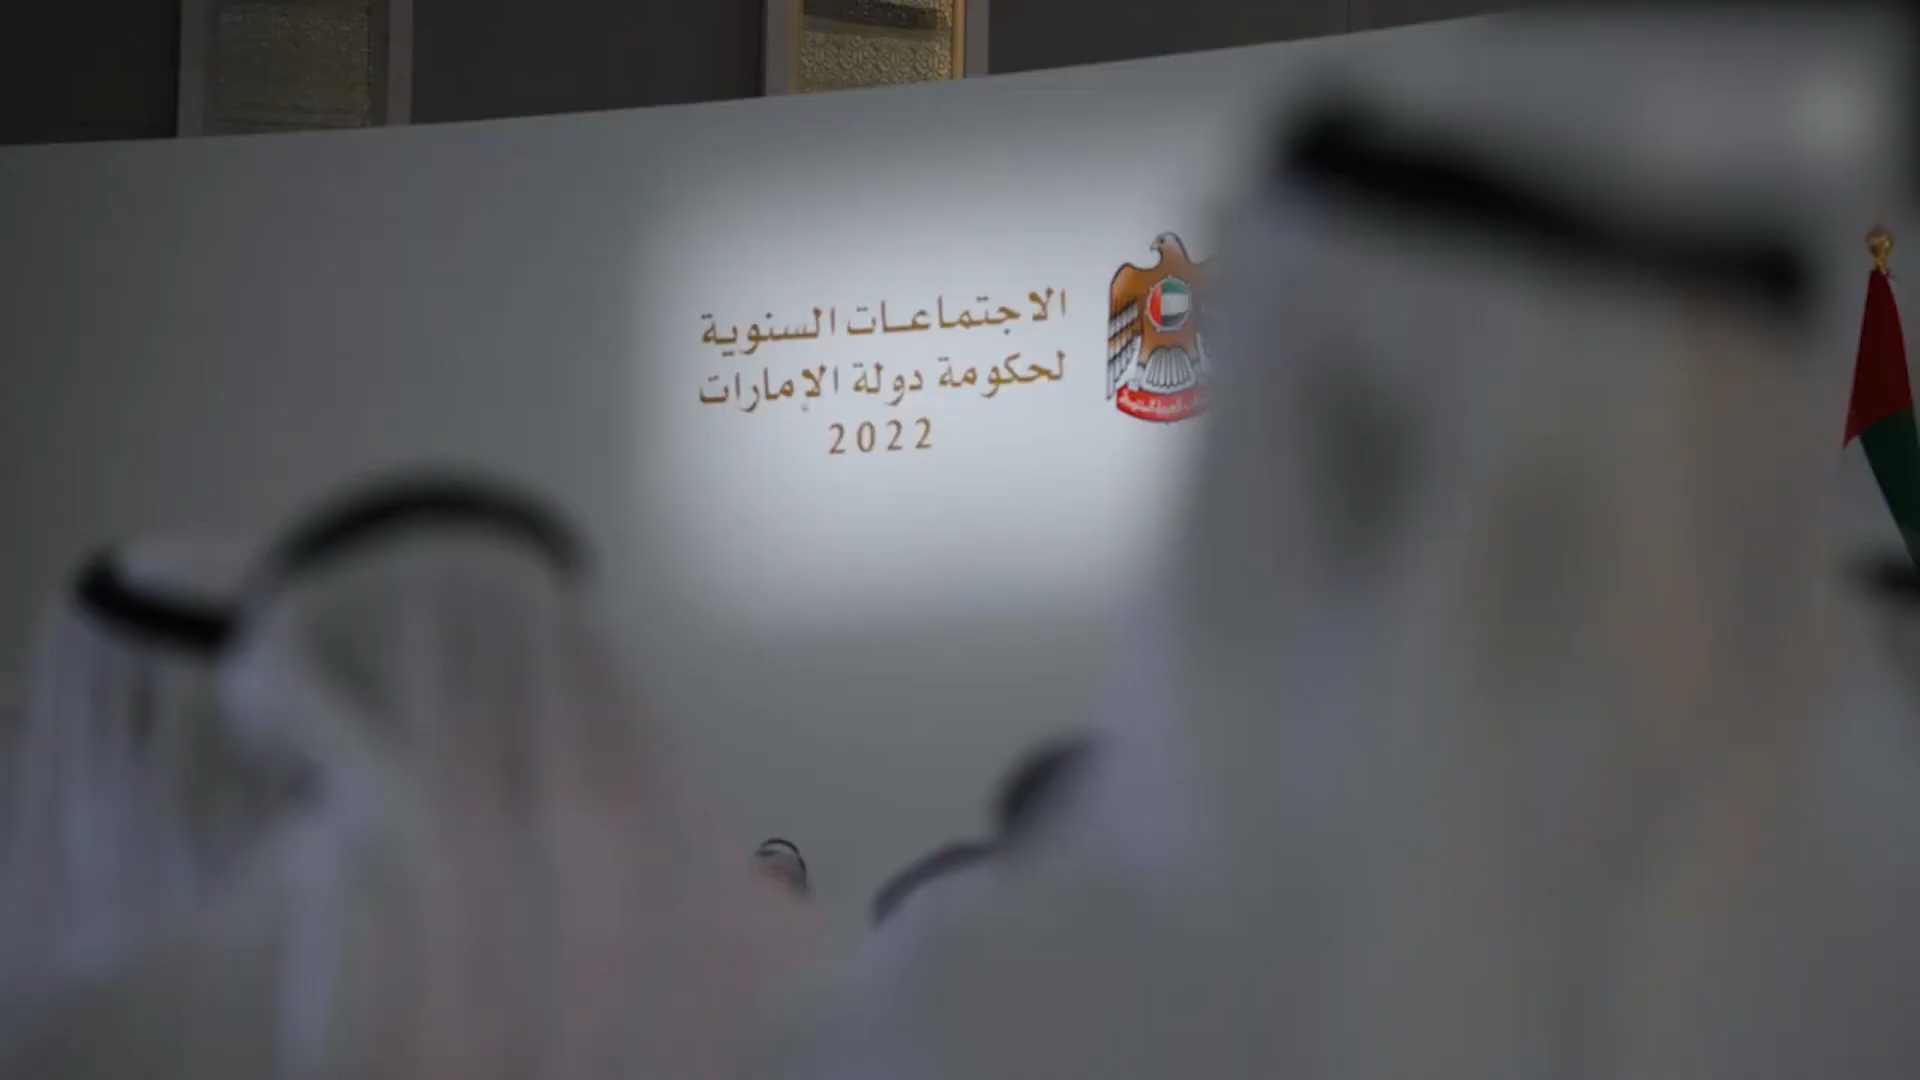 الاجتماعات السنوية
لحكومة دولة الإمارات
2022